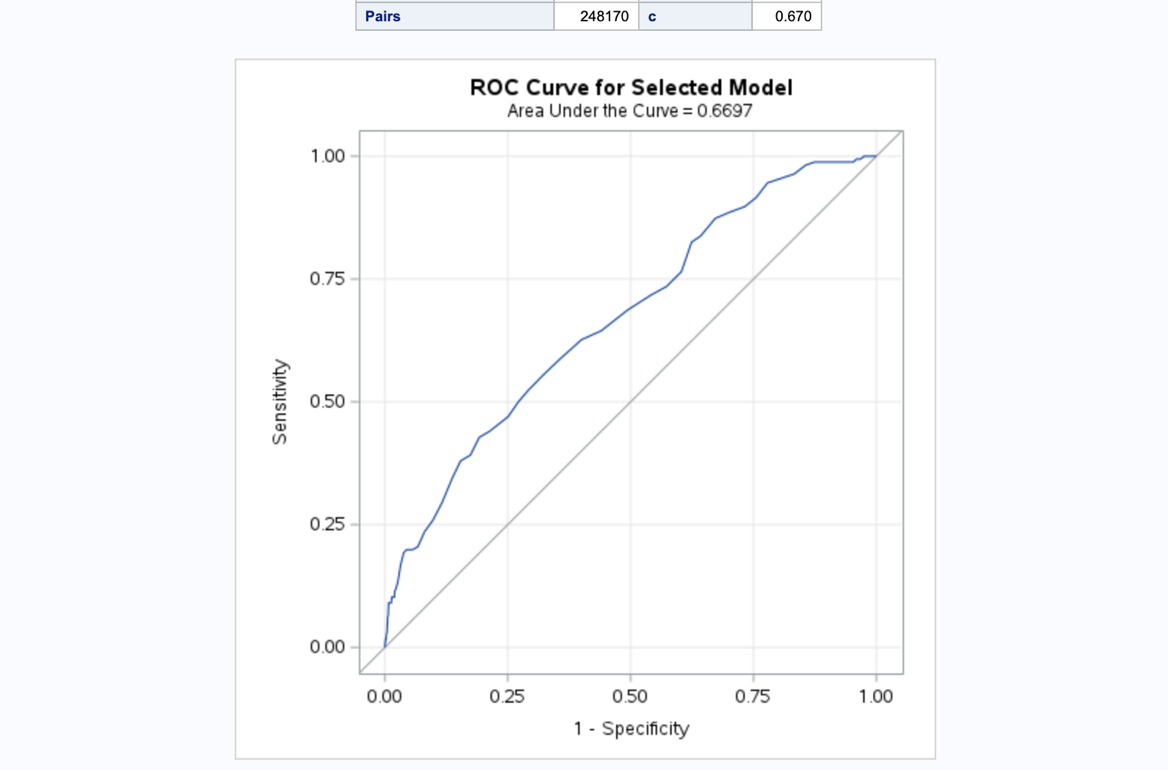 Pairs 248170 c 0.670
ROC Curve for Selected Model
Area Under the Curve = 0.6697
1.00
0.75
0.50
0.25
0.00
Sensitivity
0.00 0.25 0.50 0.75 1.00
1 - Specificity